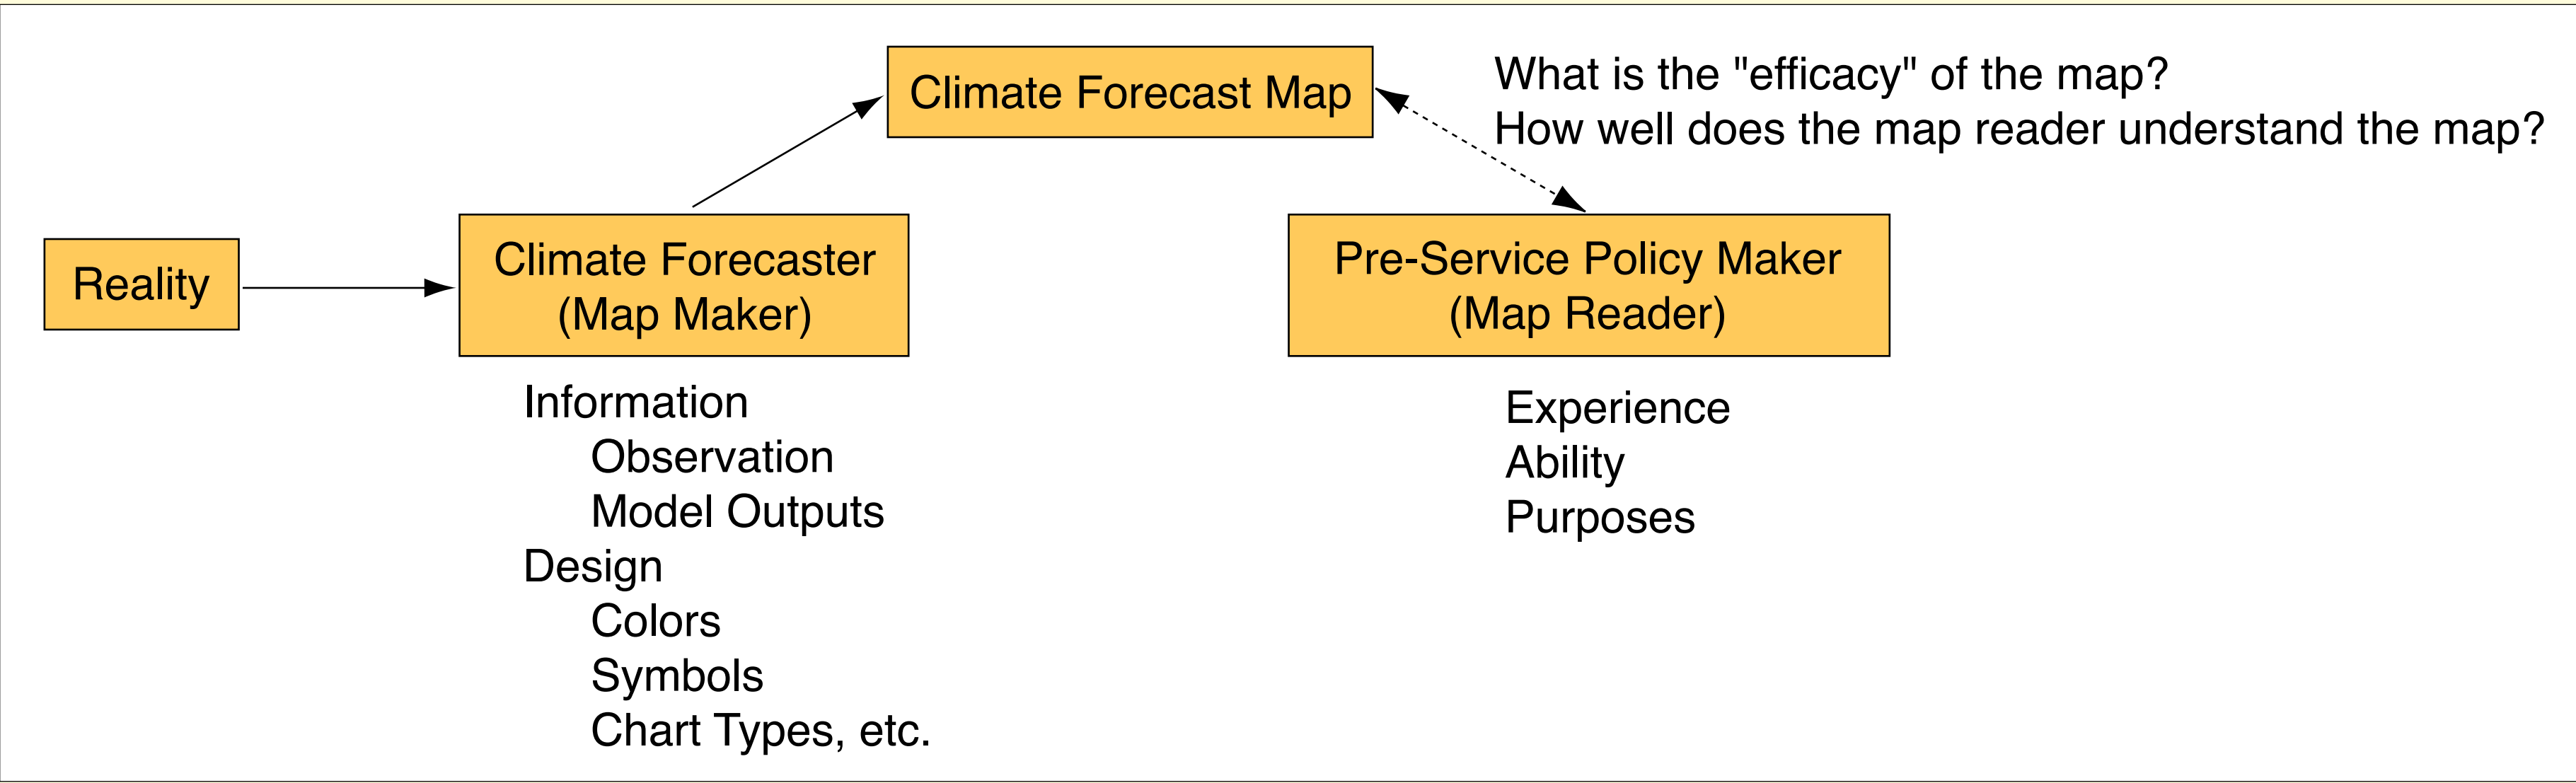 Climate Forecast Map
What is the "efficacy" of the map?
How well does the map reader understand the map?
Reality
Climate Forecaster
(Map Maker)
Pre-Service Policy Maker
(Map Reader)
Information
Observation
Model Outputs
Design
Colors
Symbols
Chart Types, etc.
Experience
Ability
Purposes